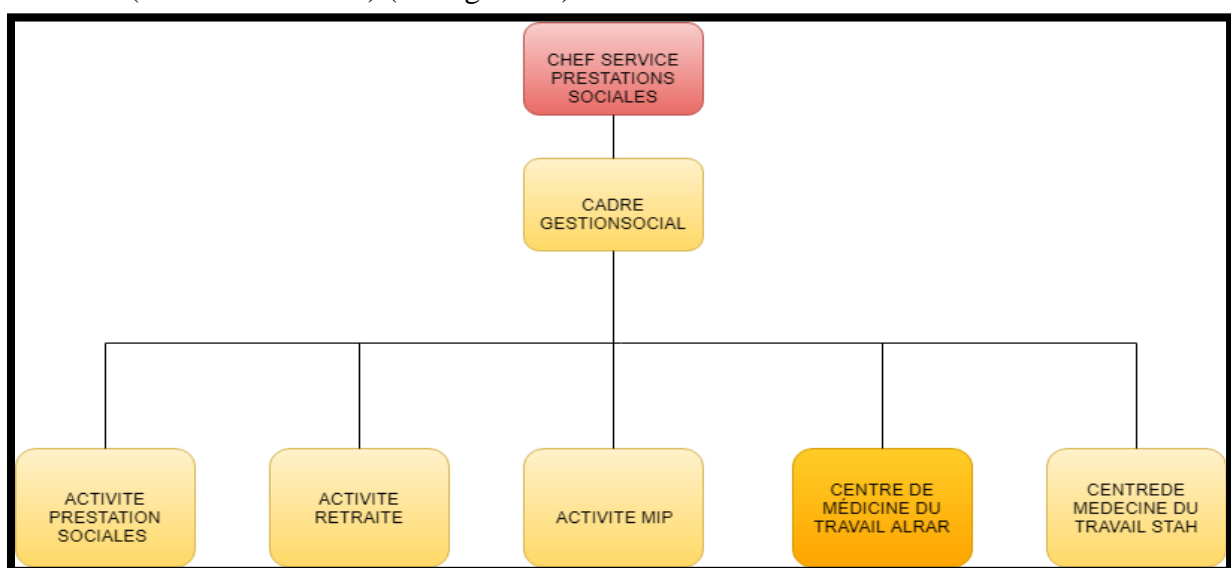 CHEF SERVICE
PRESTATIONS
SOCIALES
CADRE
GESTIONSOCIAL
ACTIVITE
PRESTATION
SOCIALES
ACTIVITE
RETRAITE
ACTIVITE MIP
CENTRE DE
MÉDICINE DU
TRAVAIL ALRAR
CENTREDE
MEDECINE DU
TRAVAIL STAH